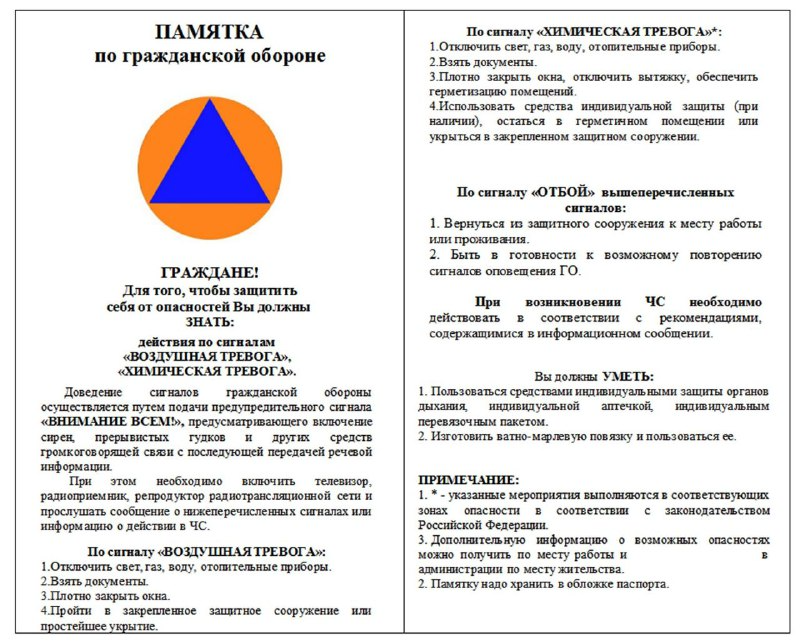 ПАМЯТКА
по гражданской обороне
ГРАЖДАНЕ!
Для того, чтобы защитить
себя от опасностей Вы должны
ЗНАТЬ:
действия по сигналам
«ВОЗДУШНАЯ ТРЕВОГА»,
«ХИМИЧЕСКАЯ ТРЕВОГА».
Доведение сигналов гражданской обороны
осуществляется путем подачи предупредительного сигнала
«ВНИМАНИЕ ВСЕМ!», предусматривающего включение
сирен, прерывистых гудков и других средств
громкоговорящей связи с последующей передачей речевой
информации.
При этом необходимо включить телевизор,
радиоприемник, репродуктор радиотрансляционной сети и
прослушать сообщение о нижеперечисленных сигналах или
информацию о действии в ЧС.
По сигналу «ВОЗДУШНАЯ ТРЕВОГА»:
1.Отключить свет, газ, воду, отопительные приборы.
2.Взять документы.
3.Плотно закрыть окна.
4.Пройти в закрепленное защитное сооружение или
простейшее укрытие.
По сигналу «ХИМИЧЕСКАЯ ТРЕВОГА»*:
1.Отключить свет, газ, воду, отопительные приборы.
2.Взять документы.
3.Плотно закрыть окна, отключить вытяжку, обеспечить
герметизацию помещений.
4.Использовать средства индивидуальной защиты (при
наличии), остаться в герметичном помещении или
укрыться в закрепленном защитном сооружении.
По сигналу «ОТБОЙ» вышеперечисленных
сигналов:
1. Вернуться из защитного сооружения к месту работы
или проживания.
2. Быть в готовности к возможному повторению
сигналов оповещения ГО.
При возникновении ЧС необходимо
действовать в соответствии с рекомендациями,
содержащимися в информационном сообщении.
Вы должны УМЕТЬ:
1. Пользоваться средствами индивидуальными защиты органов
дыхания, индивидуальной аптечкой, индивидуальным
перевязочным пакетом.
2. Изготовить ватно-марлевую повязку и пользоваться ее.
ПРИМЕЧАНИЕ:
1. * - указанные мероприятия выполняются в соответствующих
зонах опасности в соответствии с законодательством
Российской Федерации.
3. Дополнительную информацию о возможных опасностях
можно получить по месту работы и в
администрации по месту жительства.
2. Памятку надо хранить в обложке паспорта.